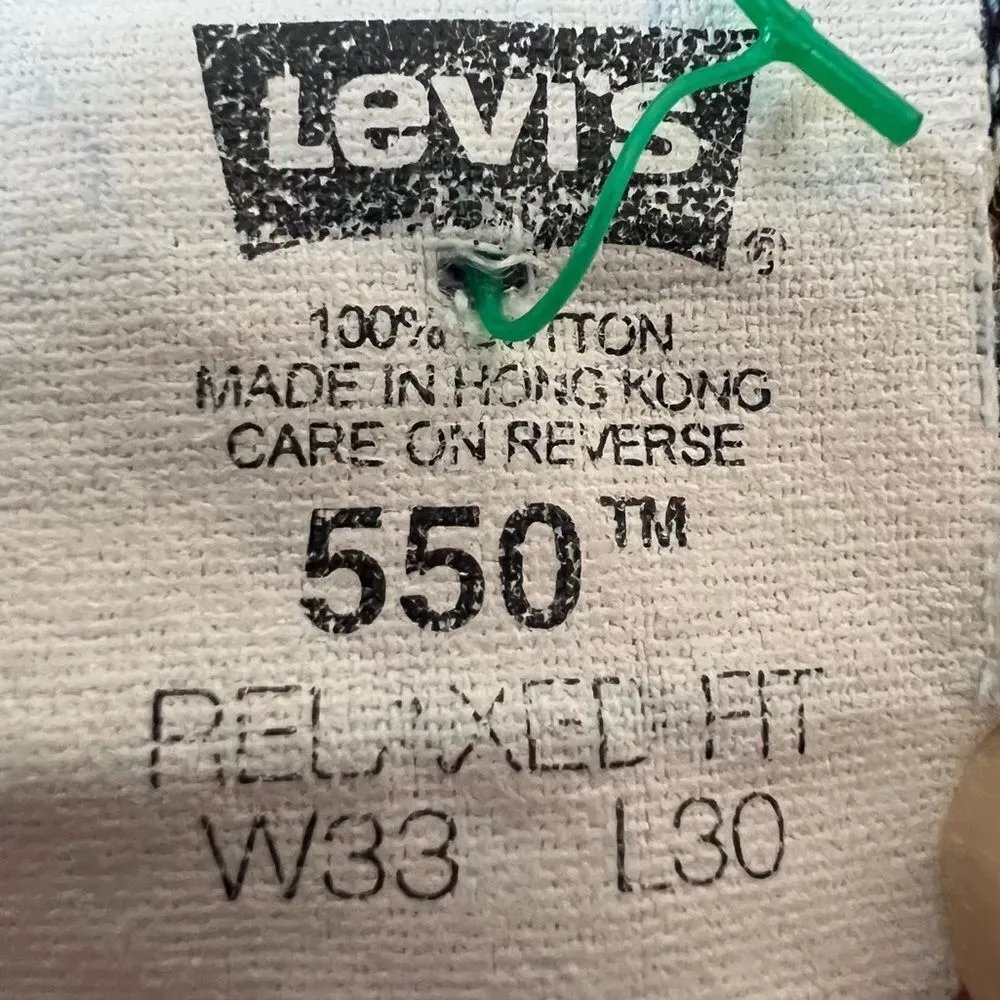 Levi's ®
100% COTTON
MADE IN HONG KONG
CARE ON REVERSE
550™
RELAXED FIT
W33 L30